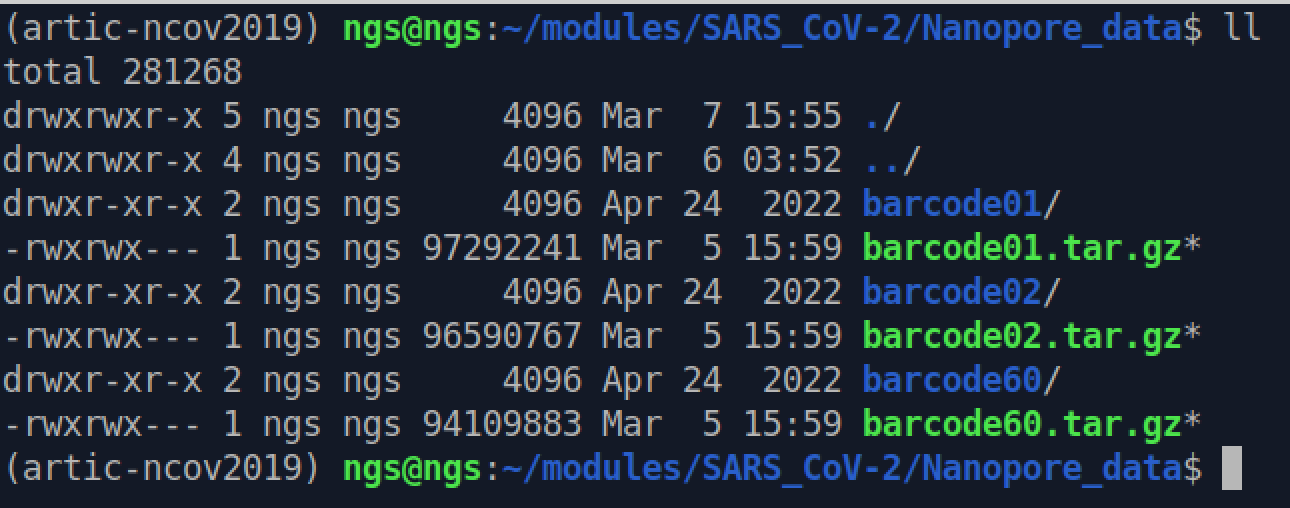 (artic-ncov2019) ngs@ngs:~/modules/SARS_CoV-2/Nanopore_data$ ll
total 281268
drwxrwxr-x 5 ngs ngs     4096 Mar  7 15:55 ./
drwxrwxr-x 4 ngs ngs     4096 Mar  6 03:52 ../
drwxr-xr-x 2 ngs ngs     4096 Apr 24  2022 barcode01/
-rwxrwx--- 1 ngs ngs 97292241 Mar  5 15:59 barcode01.tar.gz*
drwxr-xr-x 2 ngs ngs     4096 Apr 24  2022 barcode02/
-rwxrwx--- 1 ngs ngs 96590767 Mar  5 15:59 barcode02.tar.gz*
drwxr-xr-x 2 ngs ngs     4096 Apr 24  2022 barcode60/
-rwxrwx--- 1 ngs ngs 94109883 Mar  5 15:59 barcode60.tar.gz*
(artic-ncov2019) ngs@ngs:~/modules/SARS_CoV-2/Nanopore_data$